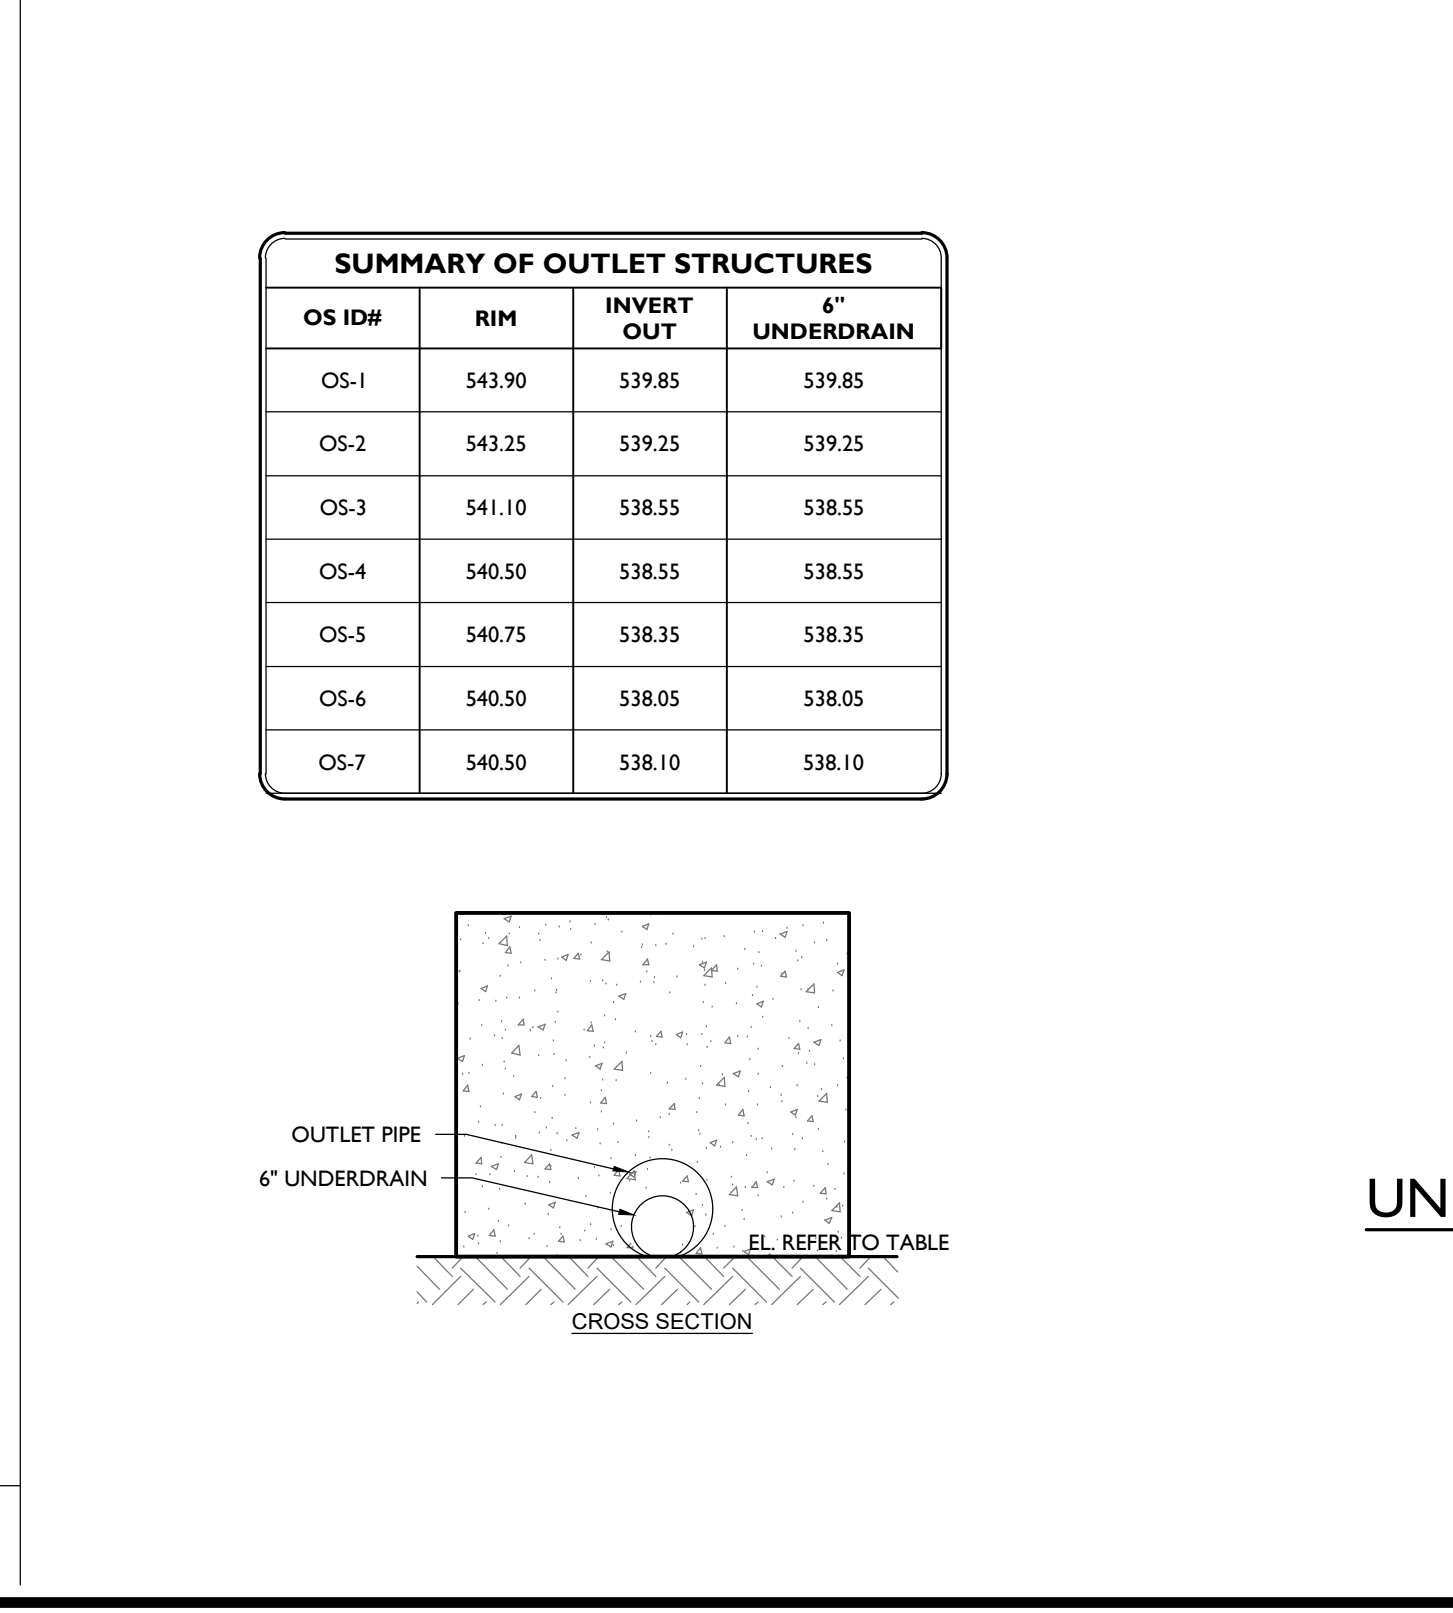 SUMMARY OF OUTLET STRUCTURES
OS ID# RIM INVERT OUT 6" UNDERDRAIN
OS-1 543.90 539.85 539.85
OS-2 543.25 539.25 539.25
OS-3 541.10 538.55 538.55
OS-4 540.50 538.55 538.55
OS-5 540.75 538.35 538.35
OS-6 540.50 538.05 538.05
OS-7 540.50 538.10 538.10
OUTLET PIPE
6" UNDERDRAIN
UN
EL. REFER TO TABLE
CROSS SECTION